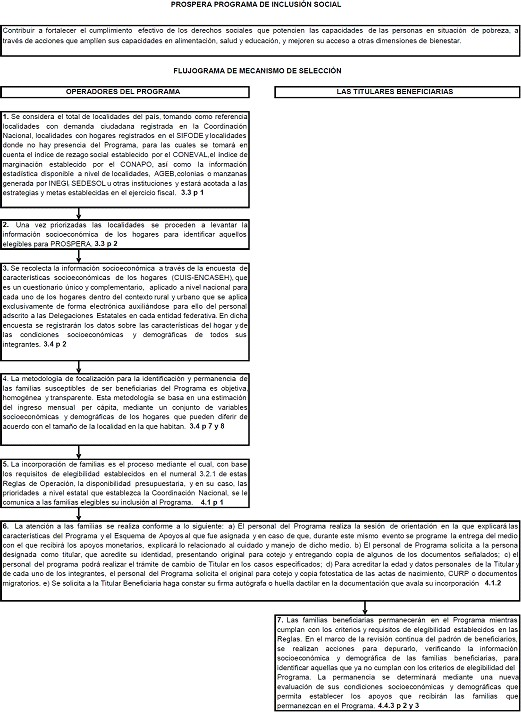 PROSPERA PROGRAMA DE INCLUSIÓN SOCIAL
Contribuir a fortalecer el cumplimiento efectivo de los derechos sociales que potencien las capacidades de las personas en situación de pobreza, a
través de acciones que amplíen sus capacidades en alimentación, salud y educación, y mejoren su acceso a otras dimensiones de bienestar.
FLUJOGRAMA DE MECANISMO DE SELECCIÓN
OPERADORES DEL PROGRAMA
LAS TITULARES BENEFICIARIAS
1. Se considera el total de localidades del país, tomando como referencia
localidades con demanda ciudadana registrada en la Coordinación
Nacional, localidades con hogares registrados en el SIFODE y localidades
donde no hay presencia del Programa, para las cuales se tomará en
cuenta el índice de rezago social establecido por el CONEVAL, el índice de
marginación establecido por el CONAPO, así como la información
estadística disponible a nivel de localidades, AGEB, colonias o manzanas
generada por INEGI, SEDESOL u otras instituciones y estará acotada a las
estrategias y metas establecidas en el ejercicio fiscal. 3.3 p 1
2. Una vez priorizadas las localidades se proceden a levantar la
información socioeconómica de los hogares para identificar aquellos
elegibles para PROSPERA. 3.3 p 2
3. Se recolecta la información socioeconómica a través de la encuesta de
características socioeconómicas de los hogares (CUIS-ENCASEH), que
es un cuestionario único y complementario, aplicado a nivel nacional para
cada uno de los hogares dentro del contexto rural y urbano que se aplica
exclusivamente de forma electrónica auxiliándose para ello del personal
adscrito a las Delegaciones Estatales en cada entidad federativa. En dicha
encuesta se registrarán los datos sobre las características del hogar y de
las condiciones socioeconómicas y demográficas de todos sus
integrantes. 3.4 p 2
4. La metodología de focalización para la identificación y permanencia de
las familias susceptibles de ser beneficiarias del Programa es objetiva,
homogénea y transparente. Esta metodología se basa en una estimación
del ingreso mensual per cápita, mediante un conjunto de variables
socioeconómicas y demográficas de los hogares que pueden diferir de
acuerdo con el tamaño de la localidad en la que habitan. 3.4 p 7 y 8
5. La incorporación de familias es el proceso mediante el cual, con base
los requisitos de elegibilidad establecidos en el numeral 3.2.1 de estas
Reglas de Operación, la disponibilidad presupuestaria, y en su caso, las
prioridades a nivel estatal que establezca la Coordinación Nacional, se le
comunica a las familias elegibles su inclusión al Programa. 4.1 p 1
6. La atención a las familias se realiza conforme a lo siguiente: a) El personal del Programa realiza la sesión de orientación en la que explicará las
características del Programa y el Esquema de Apoyos al que fue asignada y en caso de que, durante este mismo evento se programe la entrega del medio
con el que recibirá los apoyos monetarios, explicará lo relacionado al cuidado y manejo de dicho medio. b) El personal de Programa solicita a la persona
designada como titular, que acredite su identidad, presentando original para cotejo y entregando copia de algunos de los documentos señalados; c) el
personal del programa podrá realizar el trámite de cambio de Titular en los casos especificados; d) Para acreditar la edad y datos personales de la Titular y
de cada uno de los integrantes, el personal del Programa solicita el original para cotejo y copia fotostatica de las actas de nacimiento, CURP o documentos
migratorios. e) Se solicita a la Titular Beneficiaria haga constar su firma autógrafa o huella dactilar en la documentación que avala su incorporación 4.1.2
7. Las familias beneficiarias permanecerán en el Programa mientras
cumplan con los criterios y requisitos de elegibilidad establecidos en las
Reglas. En el marco de la revisión continua del padrón de beneficiarios,
se realizan acciones para depurarlo, verificando la información
socioeconómica y demográfica de las familias beneficiarias, para
identificar aquellas que ya no cumplan con los criterios de elegibilidad del
Programa. La permanencia se determinará mediante una nueva
evaluación de sus condiciones socioeconómicas y demográficas que
permita establecer los apoyos que recibirán las familias que
permanezcan en el Programa. 4.4.3 p 2 y 3